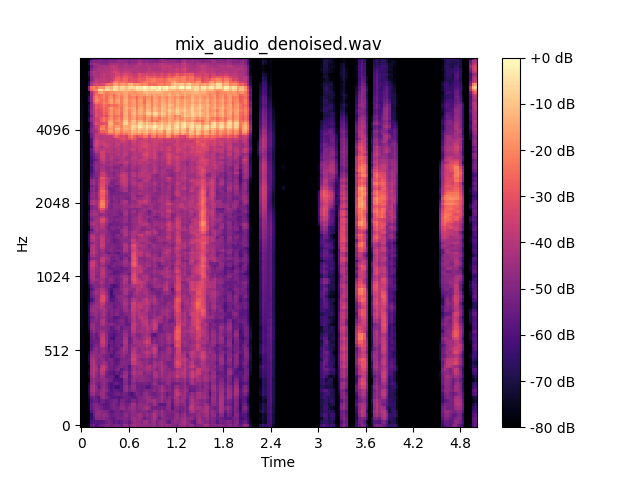 mix_audio_denoised.wav
Hz
4096
2048
1024
512
0
0 0.6 1.2 1.8 2.4 3 3.6 4.2 4.8
Time
+0 dB
-10 dB
-20 dB
-30 dB
-40 dB
-50 dB
-60 dB
-70 dB
-80 dB